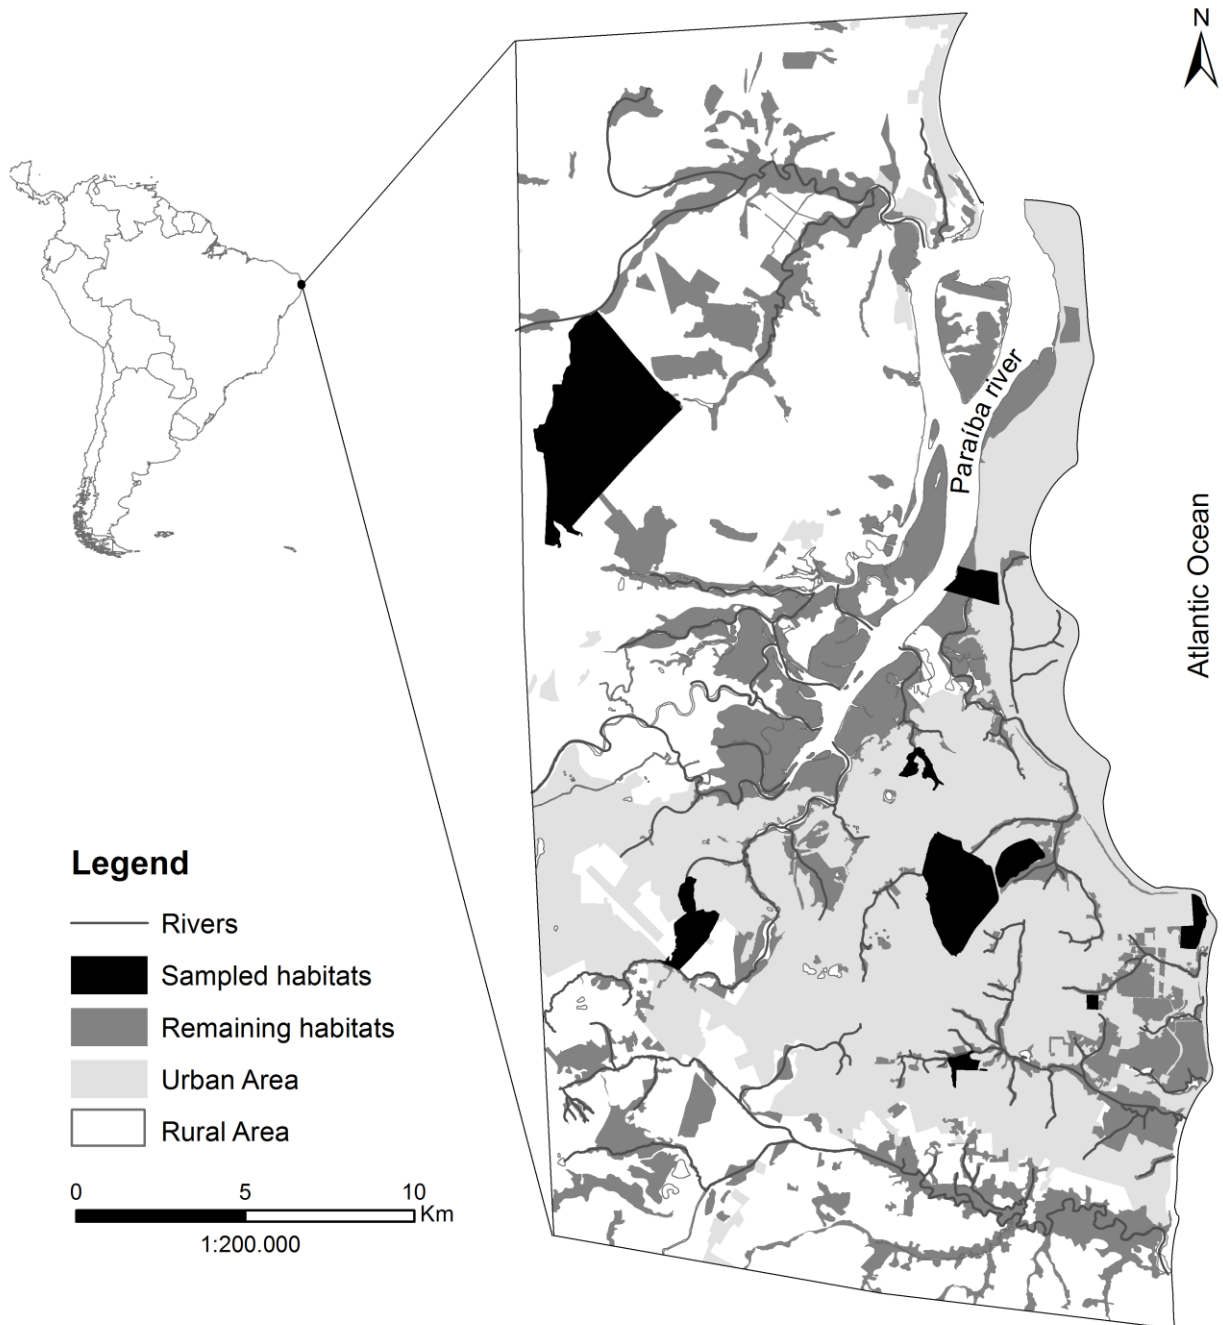 N
Paraíba river
Atlantic Ocean
Legend
Rivers
Sampled habitats
Remaining habitats
Urban Area
Rural Area
0 5 10
Km
1:200.000